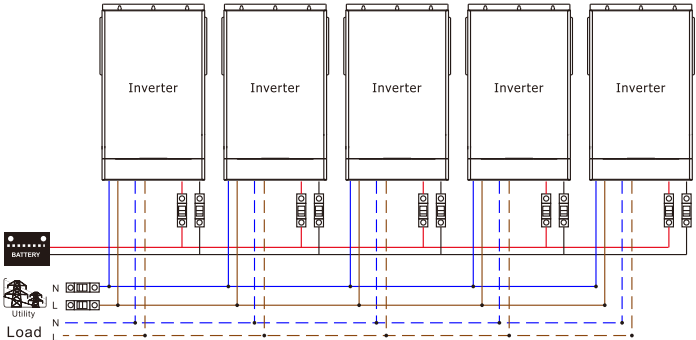 Inverter Inverter Inverter Inverter Inverter
BATTERY
N
L
Utility
N
Load
L